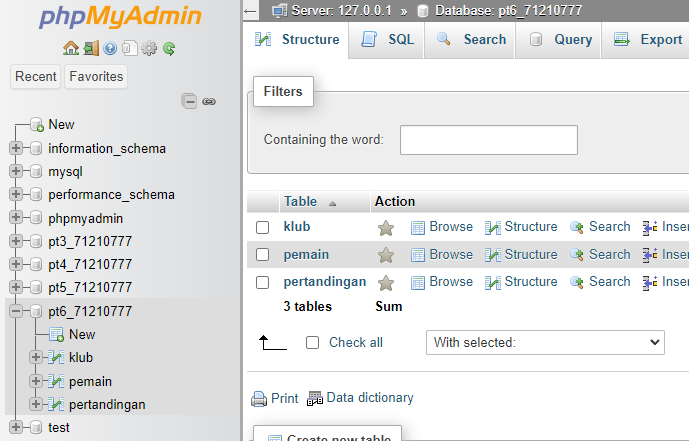 phpMyAdmin
Recent Favorites
New
information_schema
mysql
performance_schema
phpmyadmin
pt3_71210777
pt4_71210777
pt5_71210777
pt6_71210777
New
klub
pemain
pertandingan
test
Server: 127.0.0.1 » Database: pt6_71210777
Structure SQL Search Query Export
Filters
Containing the word:
Table Action
klub Browse Structure Search Inser
pemain Browse Structure Search Inser
pertandingan Browse Structure Search Inser
3 tables Sum
Check all With selected:
Print Data dictionary
Create new table